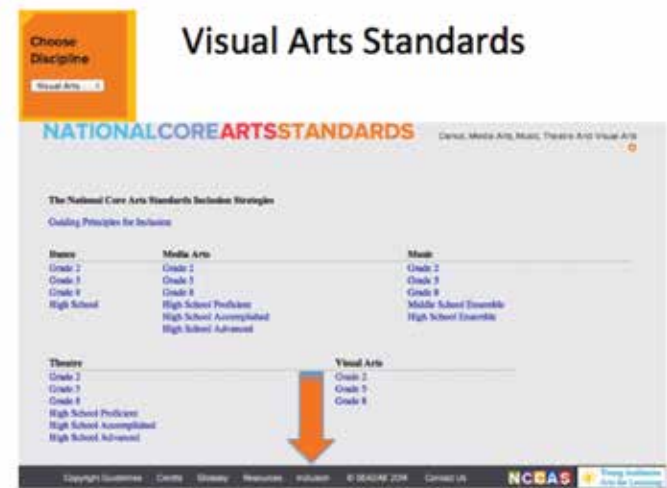 Choose
Discipline
Visual Arts
Visual Arts Standards
NATIONALCOREARTSSTANDARDS
Dance, Media Arts, Music, Theatre And Visual Arts
The National Core Arts Standards Inclusion Strategies
Guiding Principles for Inclusion
Dance
Grade 2
Grade 5
Grade 8
High School
Media Arts
Grade 2
Grade 5
Grade 8
High School Proficient
High School Accomplished
High School Advanced
Music
Grade 2
Grade 5
Grade 8
Middle School Ensemble
High School Ensemble
Theatre
Grade 2
Grade 5
Grade 8
High School Proficient
High School Accomplished
High School Advanced
Visual Arts
Grade 2
Grade 5
Grade 8
Copyright Guidelines Credits Glossary Resources Inclusion © SEADAE 2014 Contact Us NCCAS Young Audiences
Arts for Learning